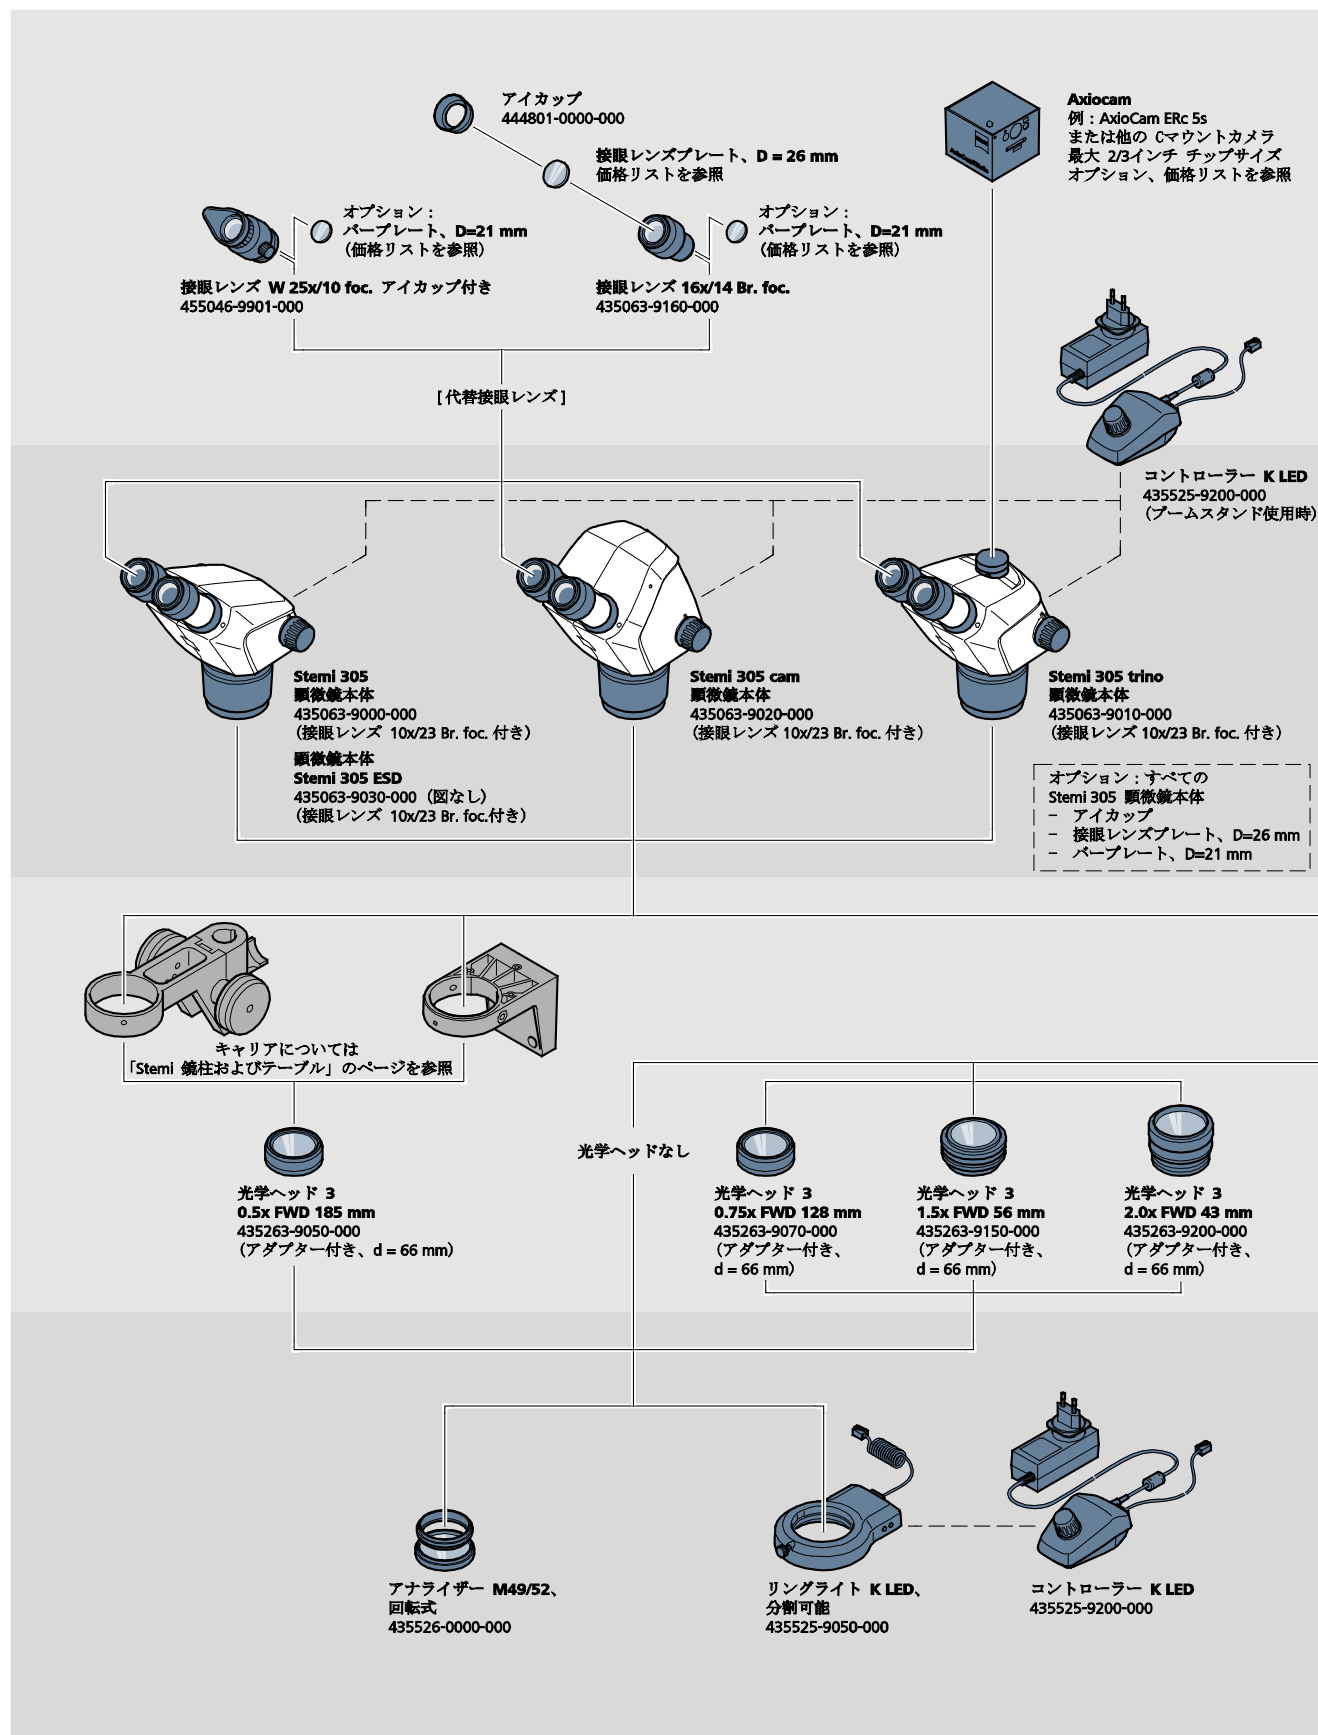 アイカップ
444801-0000-000
接眼レンズプレート、D = 26 mm
価格リストを参照
Axiocam
例：AxioCam ERc 5s
または他の Cマウントカメラ
最大 2/3インチ チップサイズ
オプション、価格リストを参照
オプション：
バープレート、D=21 mm
（価格リストを参照）
オプション：
バープレート、D=21 mm
（価格リストを参照）
接眼レンズ W 25x/10 foc. アイカップ付き
455046-9901-000
接眼レンズ 16x/14 Br. foc.
435063-9160-000
[ 代替接眼レンズ ]
コントローラー K LED
435525-9200-000
（ブームスタンド使用時）
Stemi 305
顕微鏡本体
435063-9000-000
（接眼レンズ 10x/23 Br. foc. 付き）
顕微鏡本体
Stemi 305 ESD
435063-9030-000（図なし）
（接眼レンズ 10x/23 Br. foc.付き）
Stemi 305 cam
顕微鏡本体
435063-9020-000
（接眼レンズ 10x/23 Br. foc. 付き）
Stemi 305 trino
顕微鏡本体
435063-9010-000
（接眼レンズ 10x/23 Br. foc. 付き）
オプション：すべての
Stemi 305 顕微鏡本体
– アイカップ
– 接眼レンズプレート、D=26 mm
– バープレート、D=21 mm
キャリアについては
「Stemi 鏡柱およびテーブル」のページを参照
光学ヘッドなし
光学ヘッド 3
0.5x FWD 185 mm
435263-9050-000
（アダプター付き、d = 66 mm）
光学ヘッド 3
0.75x FWD 128 mm
435263-9070-000
（アダプター付き、
d = 66 mm）
光学ヘッド 3
1.5x FWD 56 mm
435263-9150-000
（アダプター付き、
d = 66 mm）
光学ヘッド 3
2.0x FWD 43 mm
435263-9200-000
（アダプター付き、
d = 66 mm）
アナライザー M49/52、
回転式
435526-0000-000
リングライト K LED、
分割可能
435525-9050-000
コントローラー K LED
435525-9200-000